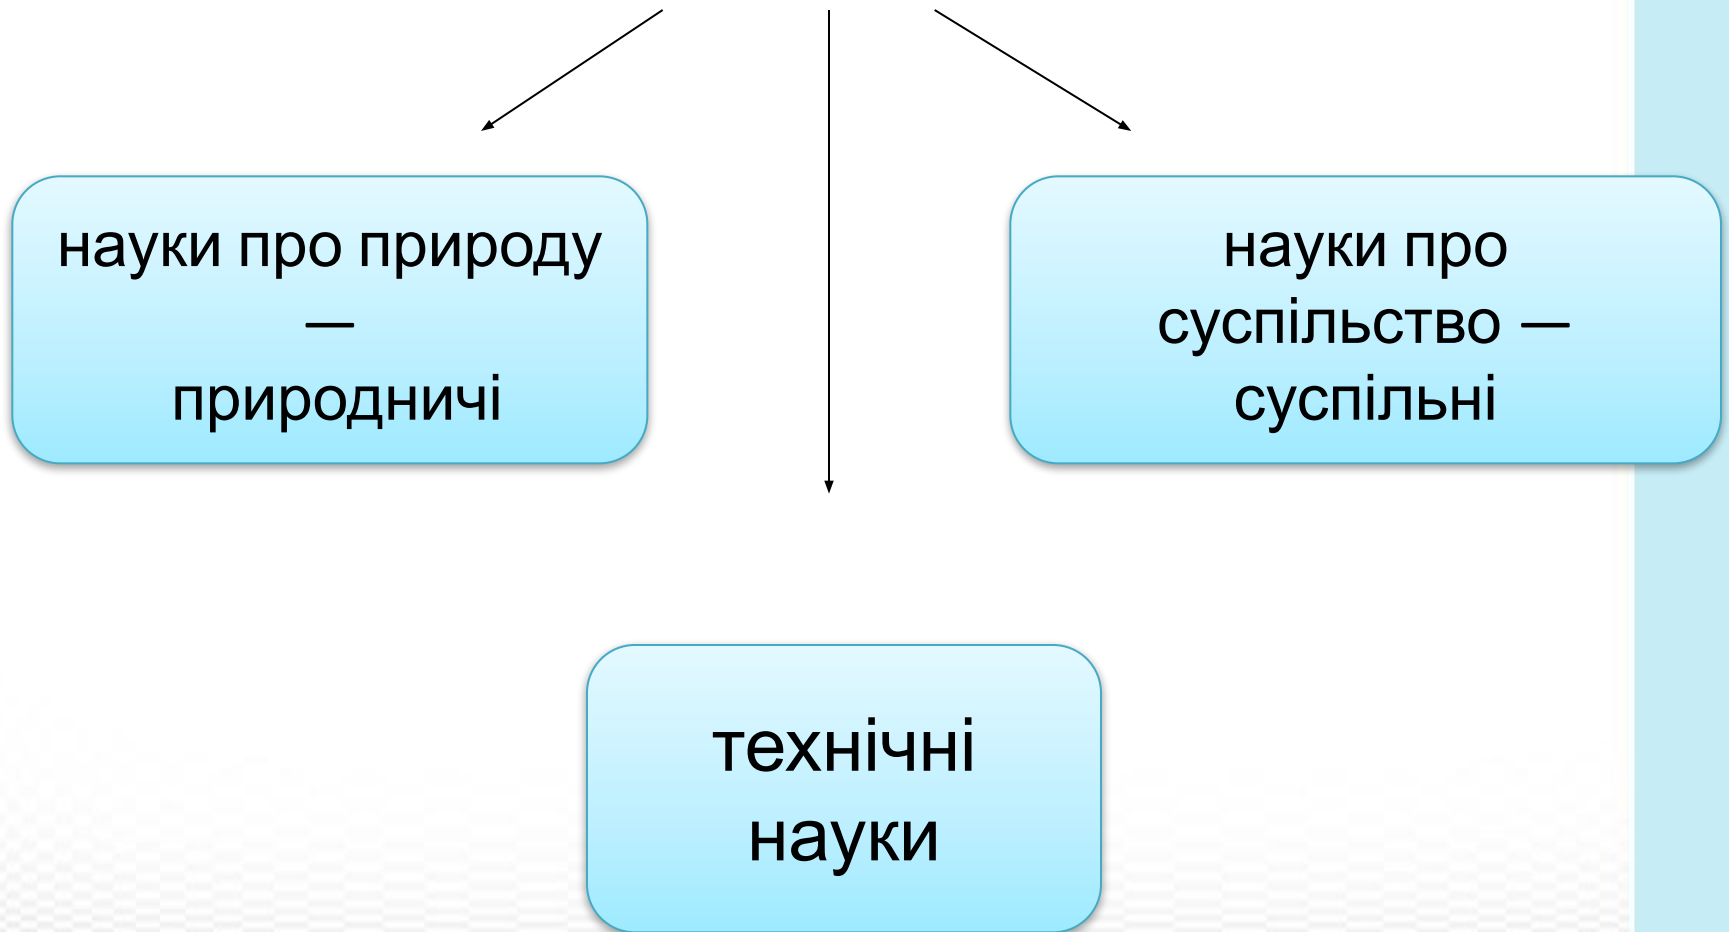 науки про природу
—
природничі
науки про
суспільство —
суспільні
технічні
науки